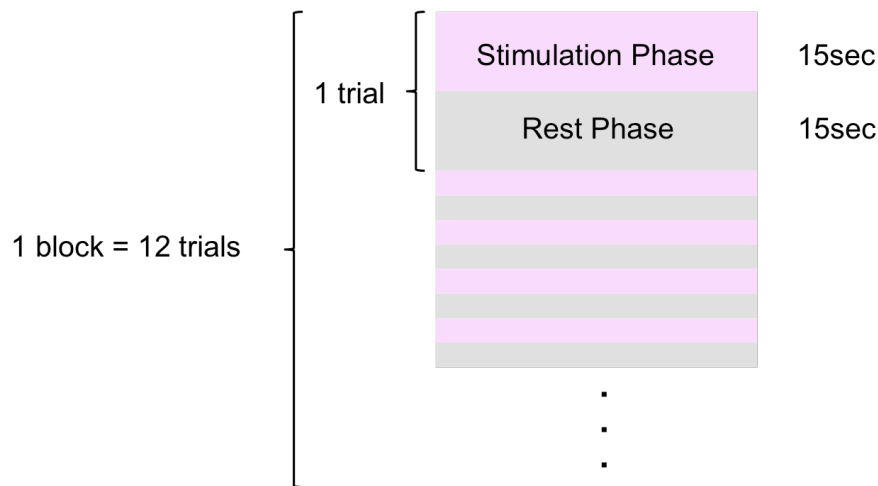 Stimulation Phase 15sec
1 trial
Rest Phase 15sec
1 block = 12 trials